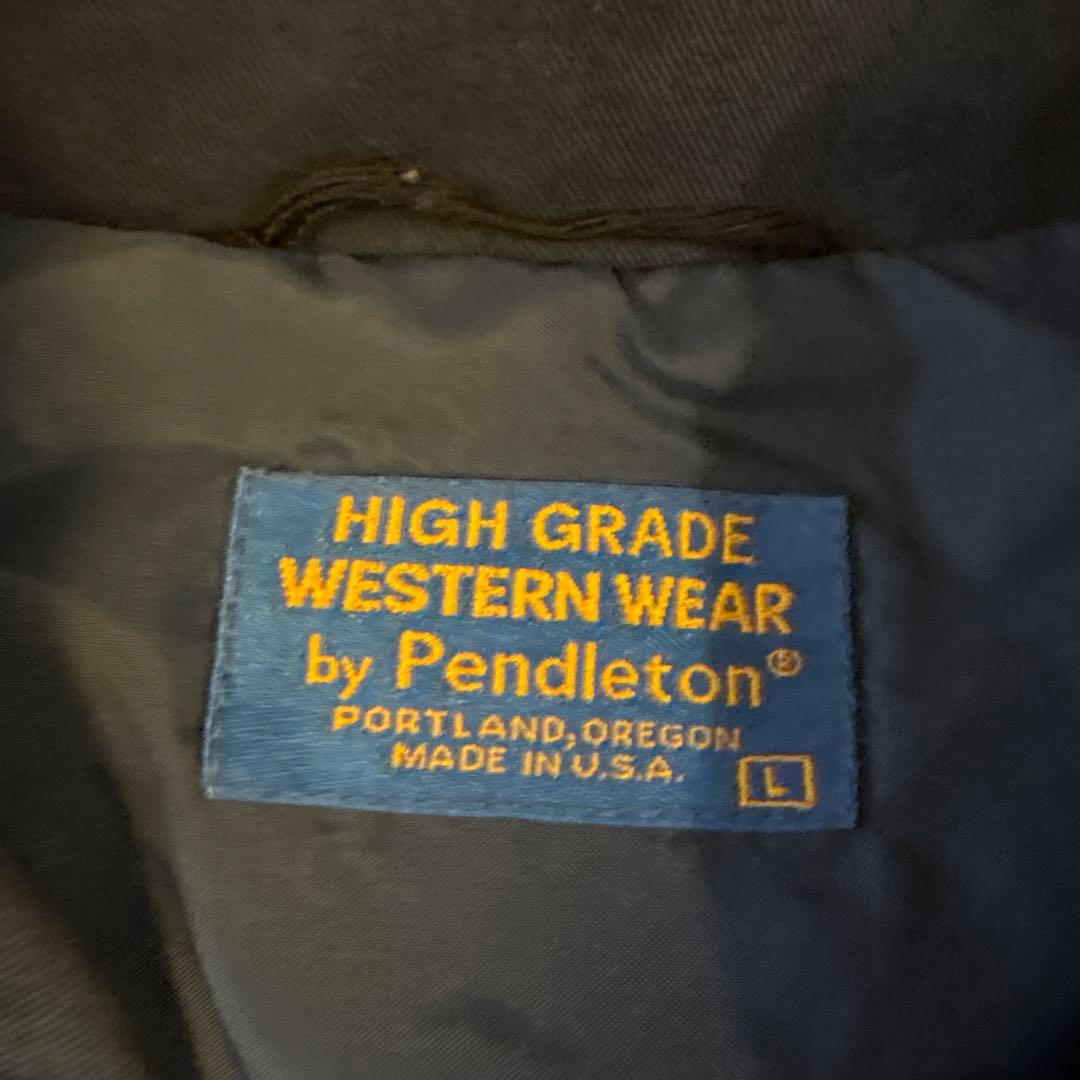 HIGH GRADE
WESTERN WEAR
by Pendleton®
PORTLAND, OREGON
MADE IN U.S.A.
L